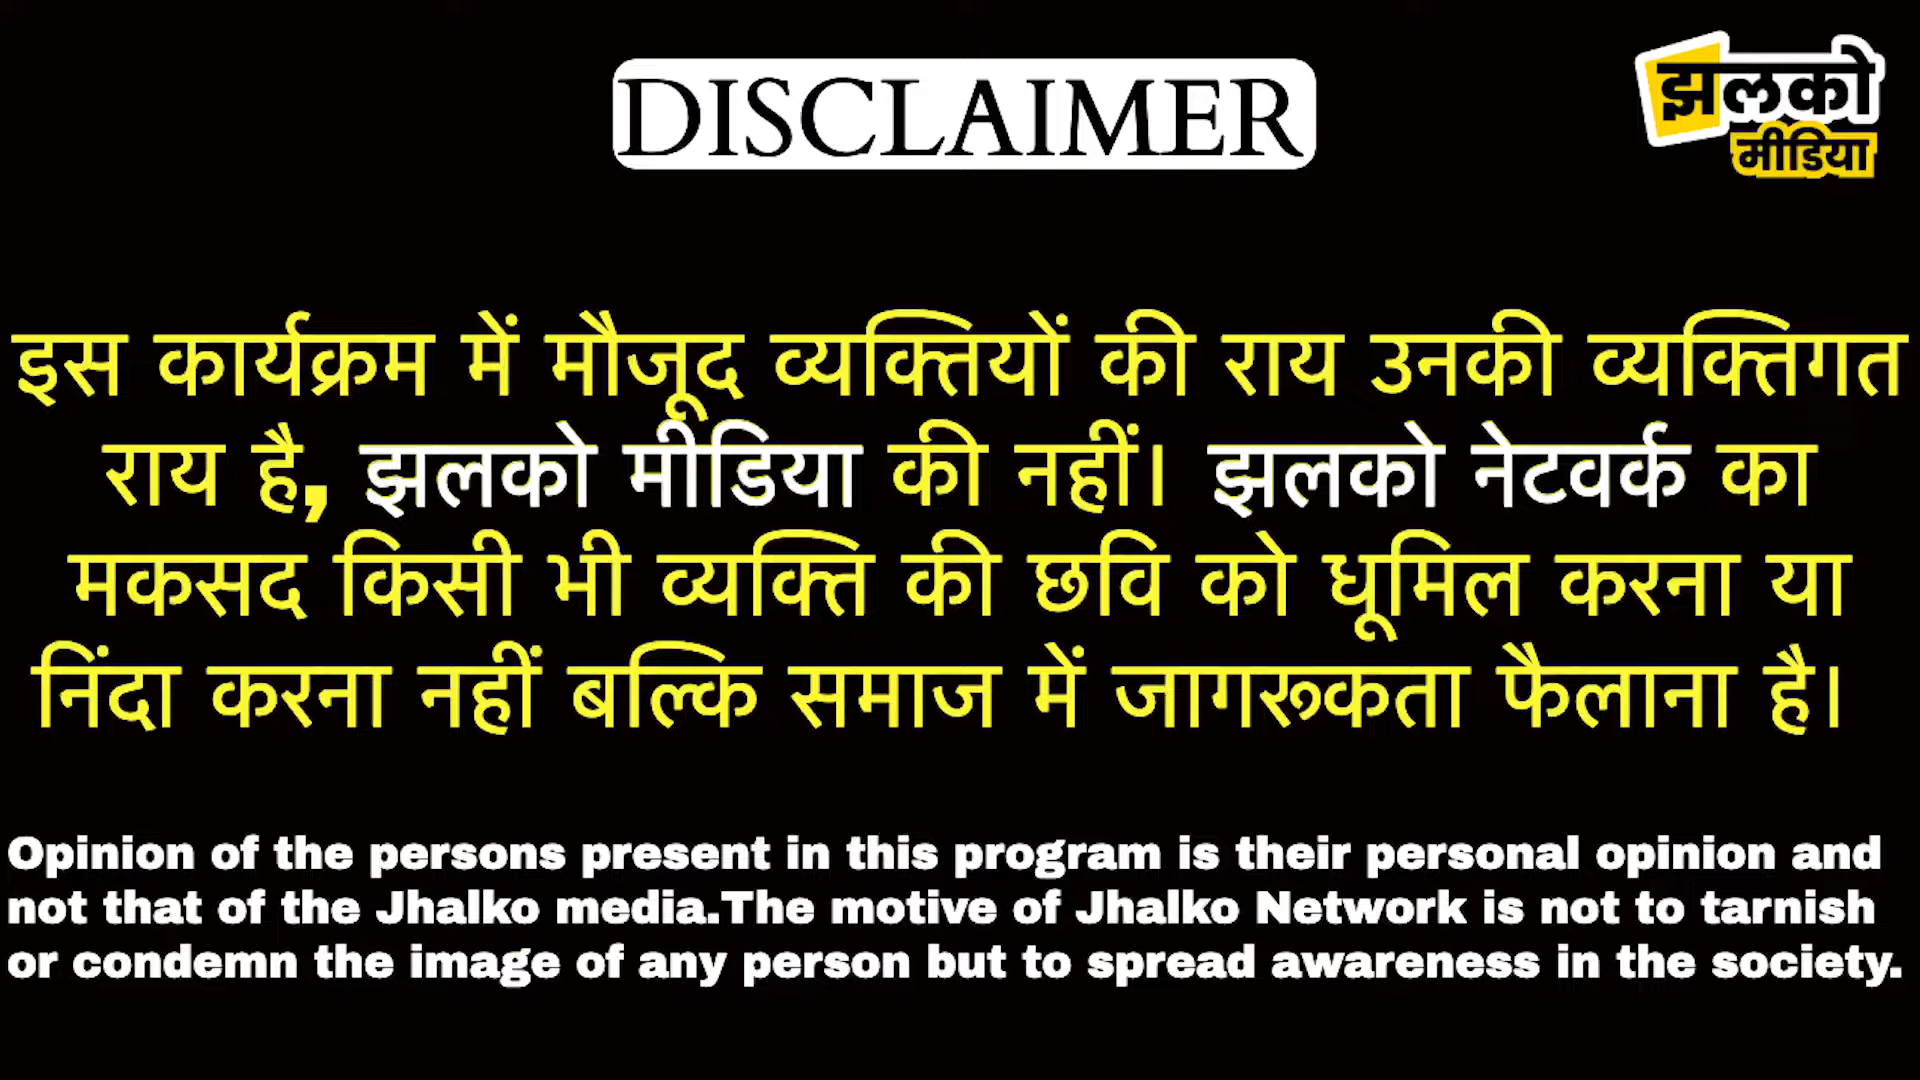 DISCLAIMER
झलको
मीडिया
इस कार्यक्रम में मौजूद व्यक्तियों की राय उनकी व्यक्तिगत
राय है, झलको मीडिया की नहीं। झलको नेटवर्क का
मकसद किसी भी व्यक्ति की छवि को धूमिल करना या
निंदा करना नहीं बल्कि समाज में जागरूकता फैलाना है।
Opinion of the persons present in this program is their personal opinion and
not that of the Jhalko media.The motive of Jhalko Network is not to tarnish
or condemn the image of any person but to spread awareness in the society.